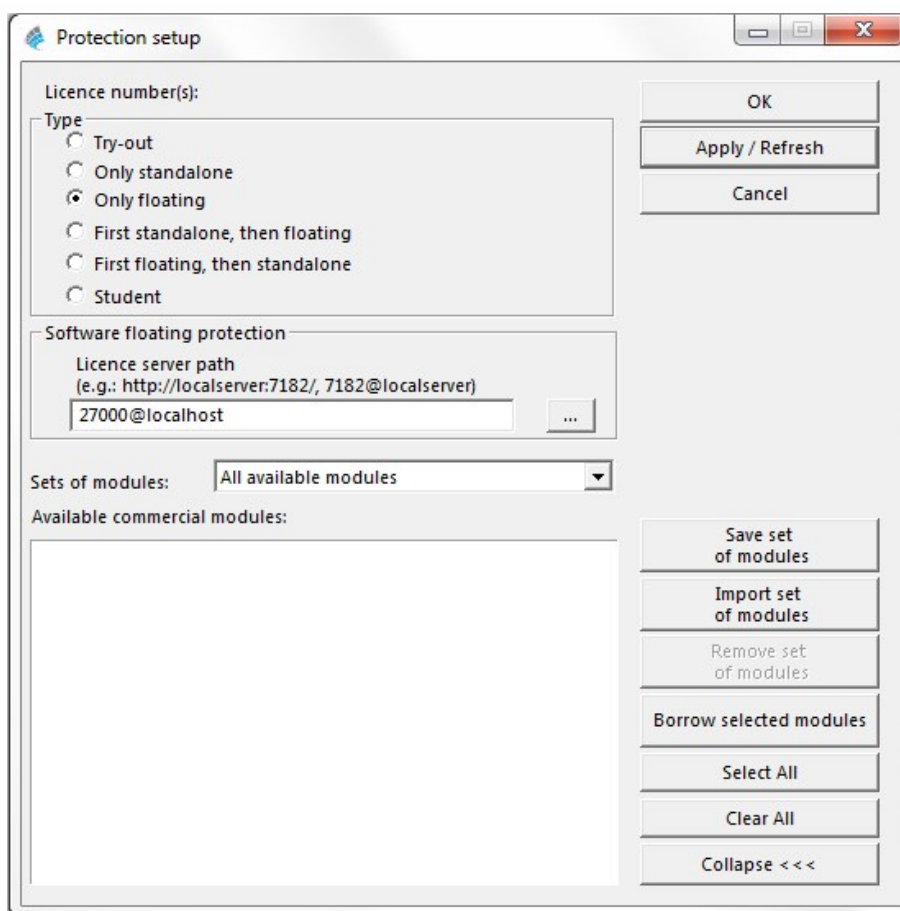 Protection setup
Licence number(s):
Type
Try-out
Only standalone
Only floating
First standalone, then floating
First floating, then standalone
Student
OK
Apply / Refresh
Cancel
Software floating protection
Licence server path
(e.g.: http://localserver:7182/, 7182@localserver)
27000@localhost
...
Sets of modules:
All available modules
Available commercial modules:
Save set
of modules
Import set
of modules
Remove set
of modules
Borrow selected modules
Select All
Clear All
Collapse <<<